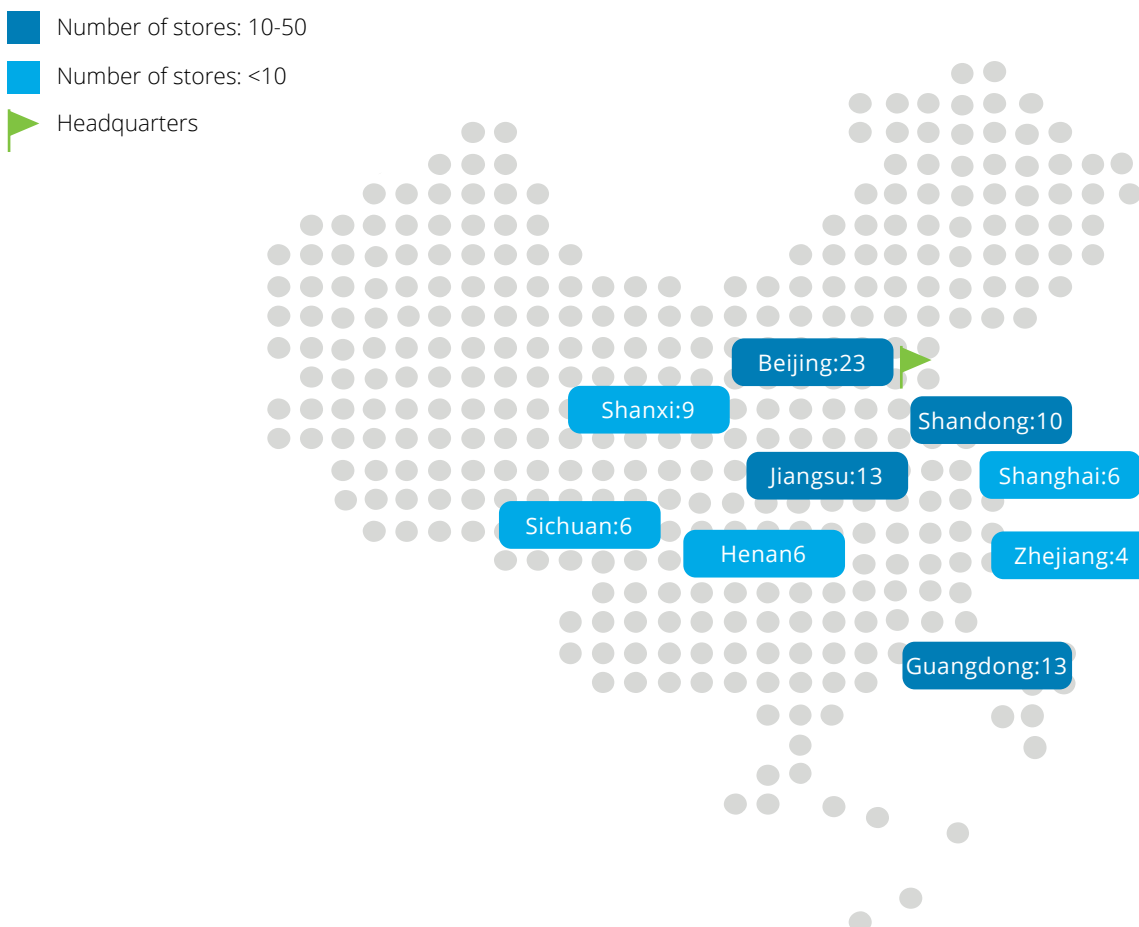 Number of stores: 10-50
Number of stores: <10
Headquarters
Beijing:23
Shanxi:9
Shandong:10
Jiangsu:13
Shanghai:6
Sichuan:6
Henan6
Zhejiang:4
Guangdong:13